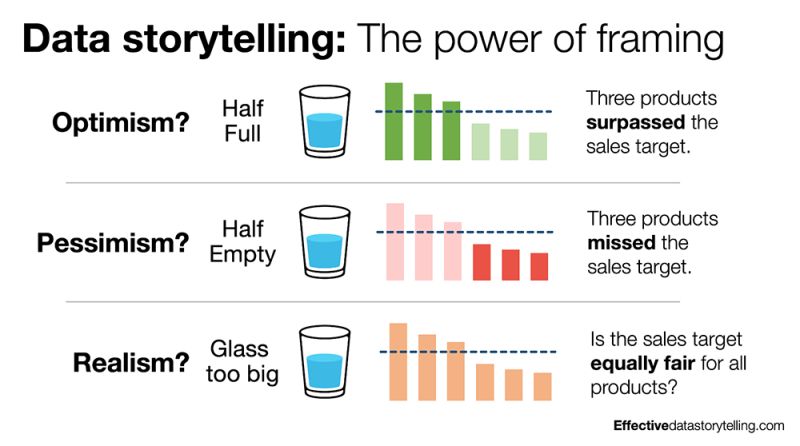 Data storytelling: The power of framing
Optimism?
Half
Full
Three products
surpassed the
sales target.
Pessimism?
Half
Empty
Three products
missed the
sales target.
Realism?
Glass
too big
Is the sales target
equally fair for all
products?
Effectivedatastorytelling.com